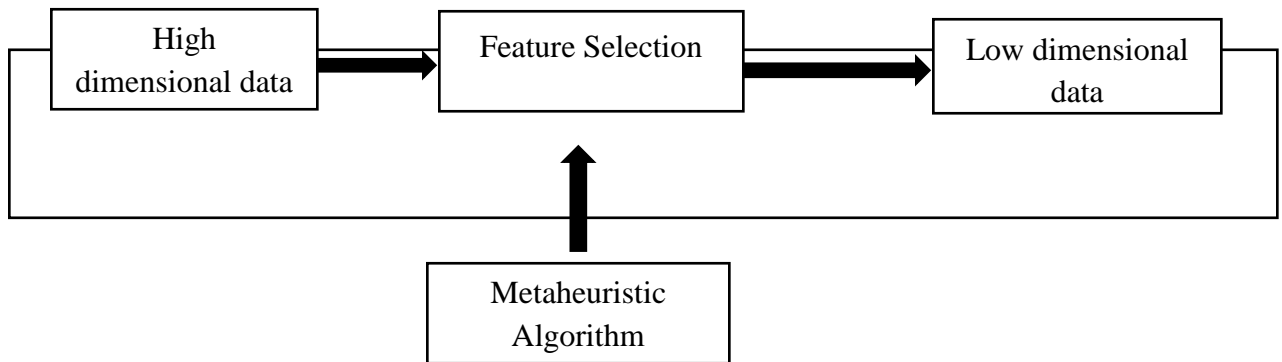 High
dimensional data
Feature Selection
Low dimensional
data
Metaheuristic
Algorithm